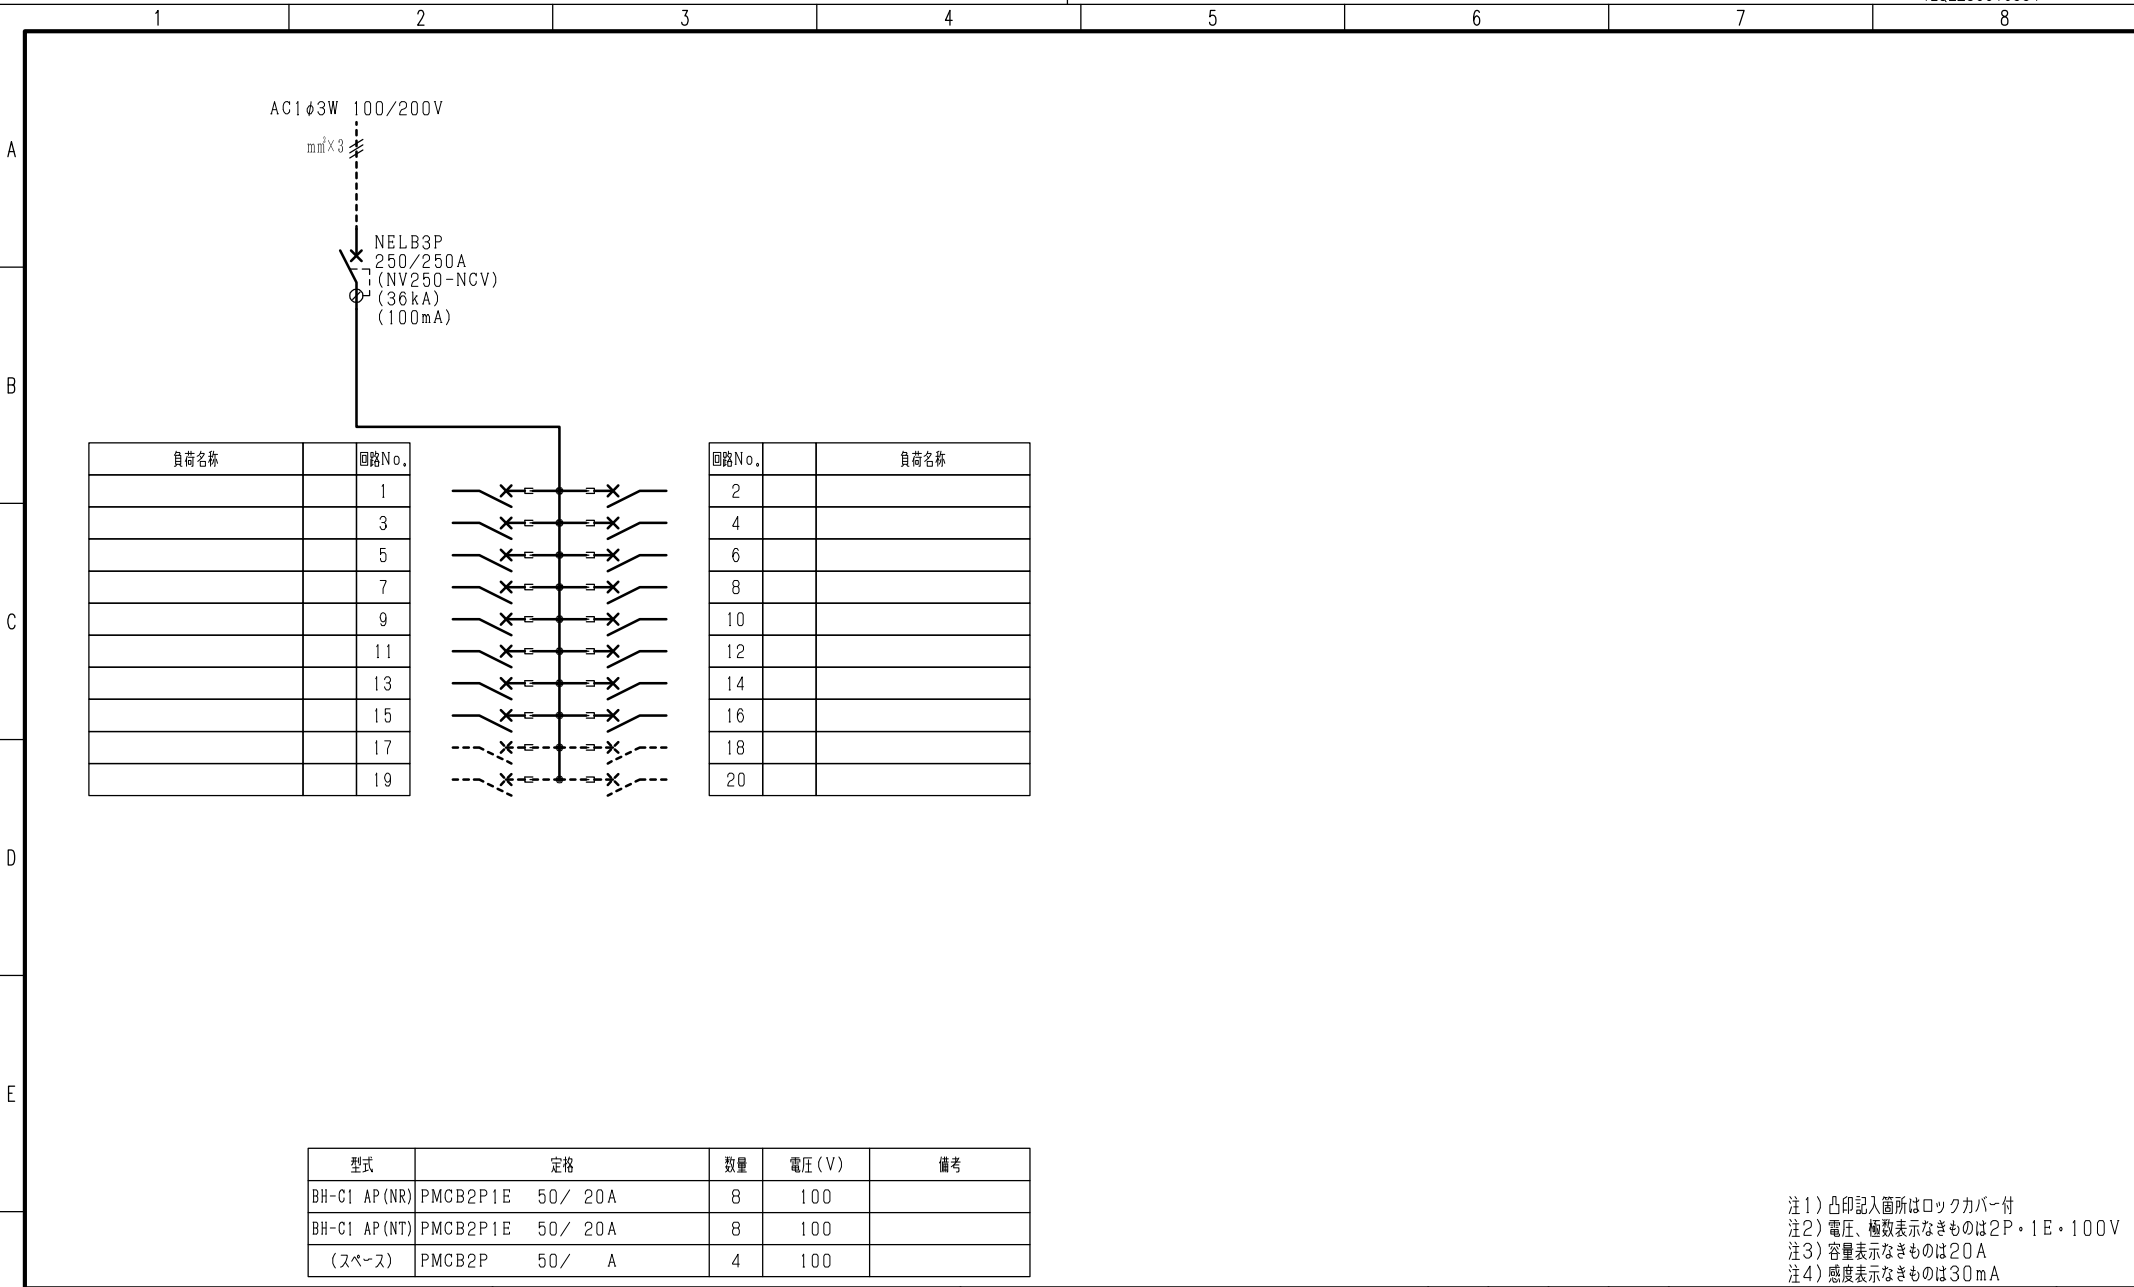 1 2 3 4 5 6 7 8
A
B
C
D
E
AC1φ3W 100/200V
mm²×3
NELB3P
250/250A
(NV250-NCV)
(36kA)
(100mA)
負荷名称 回路No. 回路No. 負荷名称
1 2
3 4
5 6
7 8
9 10
11 12
13 14
15 16
17 18
19 20
型式 定格 数量 電圧(V) 備考
BH-C1 AP(NR) PMCB2P1E 50/ 20A 8 100
BH-C1 AP(NT) PMCB2P1E 50/ 20A 8 100
(スペース) PMCB2P 50/ A 4 100
注1)凸印記入箇所はロックカバー付
注2)電圧、極数表示なきものは2P・1E・100V
注3)容量表示なきものは20A
注4)感度表示なきものは30mA